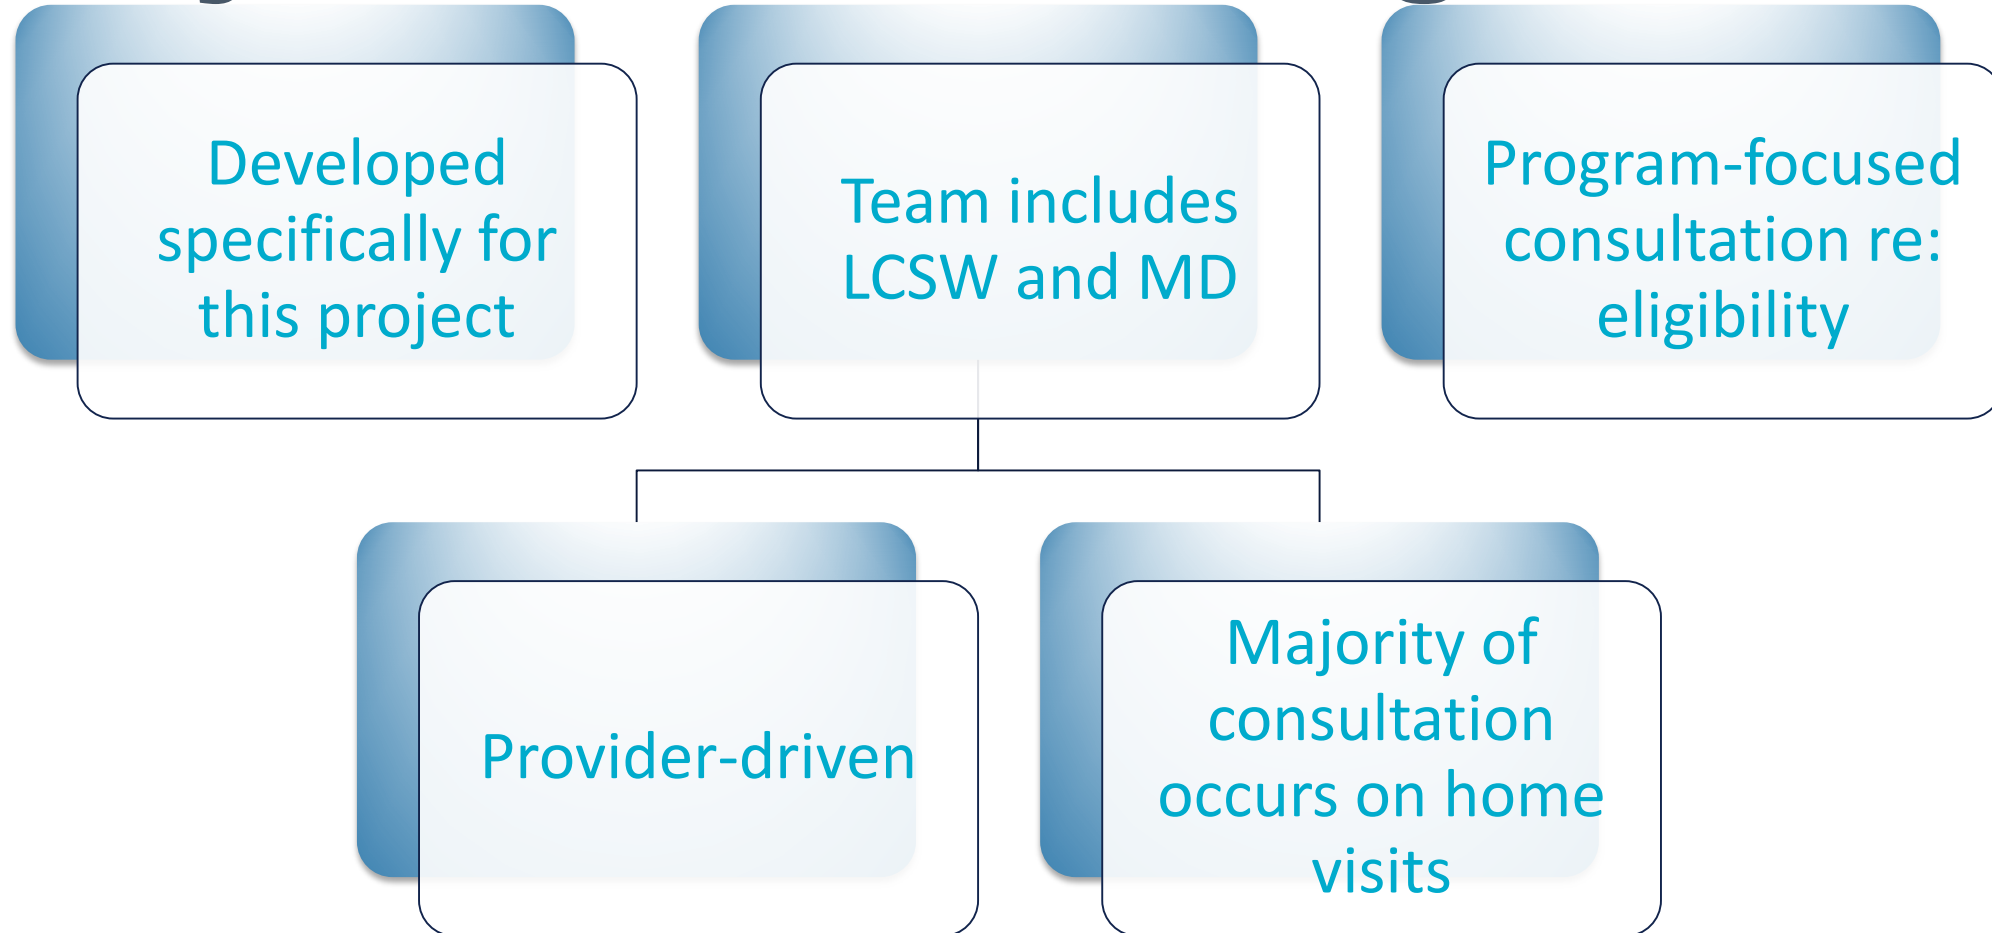 Developed
specifically for
this project
Team includes
LCSW and MD
Program-focused
consultation re:
eligibility
Provider-driven
Majority of
consultation
occurs on home
visits